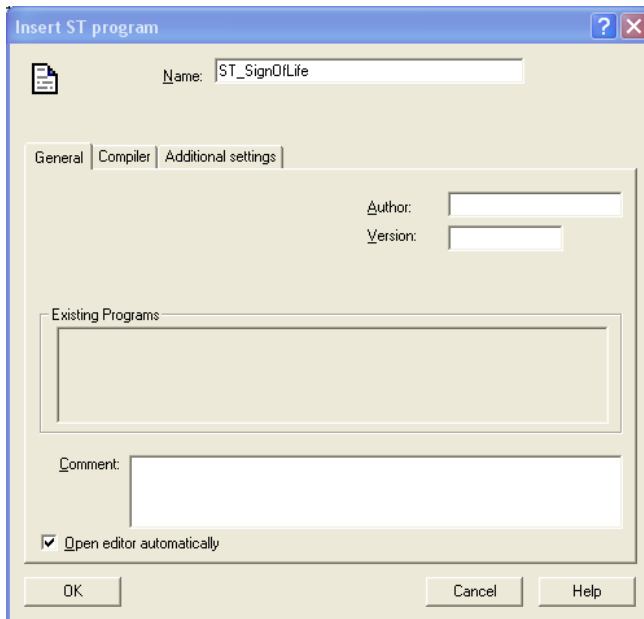 Insert ST program
Name: ST_SignOfLife
General Compiler Additional settings
Author:
Version:
Existing Programs
Comment:
Open editor automatically
OK Cancel Help